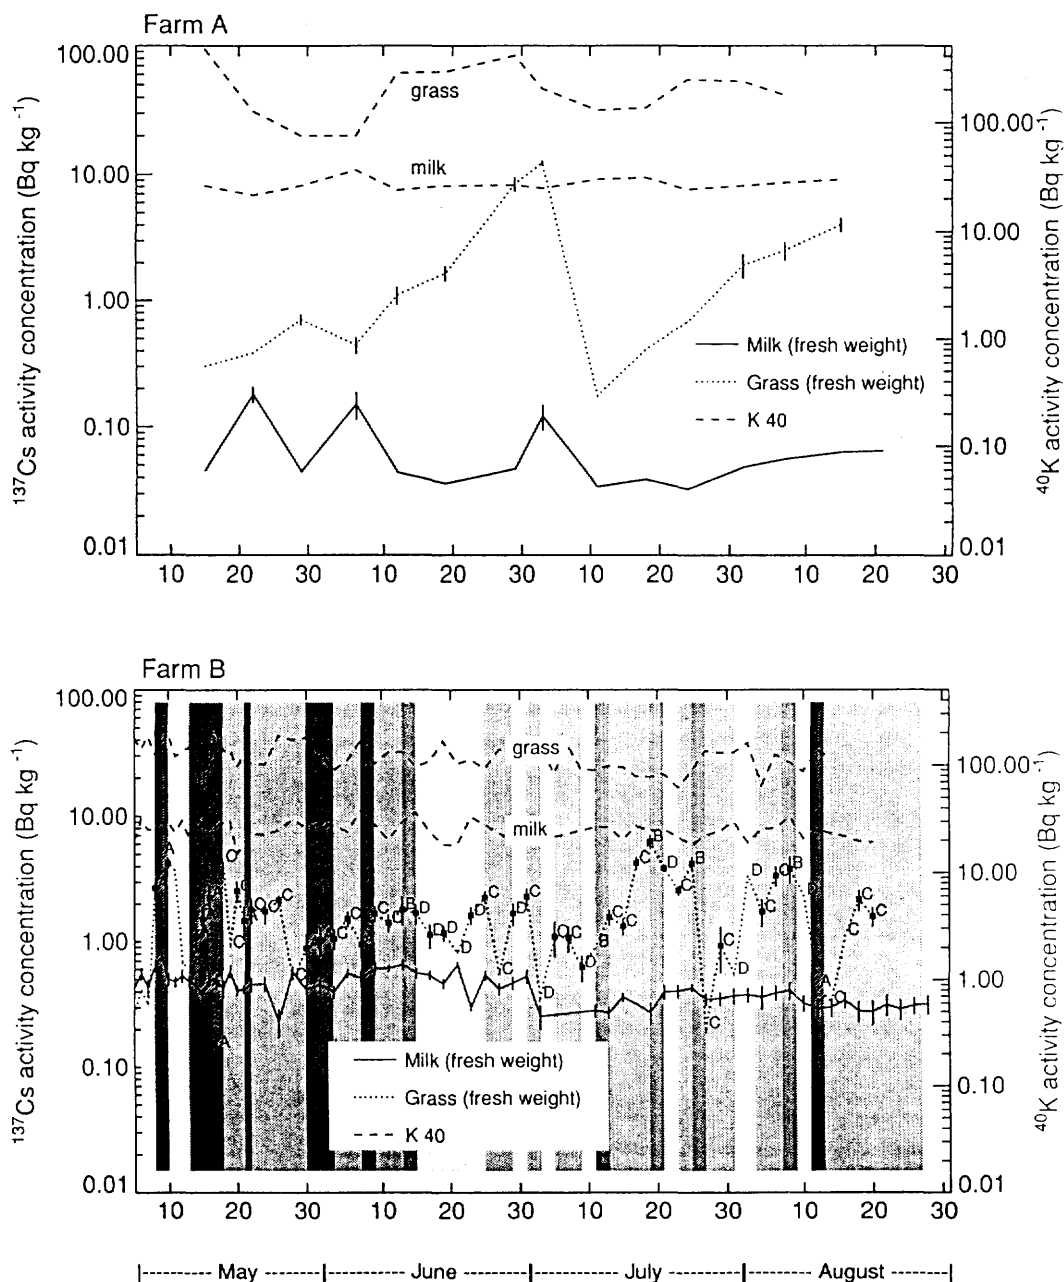 Farm A
100.00
10.00
1.00
0.10
0.01
137Cs activity concentration (Bq kg -1)
grass
milk
Milk (fresh weight)
Grass (fresh weight)
K 40
100.00
10.00
1.00
0.10
0.01
40K activity concentration (Bq kg-1)
10 20 30 10 20 30 10 20 30 10 20 30
Farm B
100.00
10.00
1.00
0.10
0.01
137Cs activity concentration (Bq kg-1)
grass
milk
Milk (fresh weight)
Grass (fresh weight)
K 40
100.00
10.00
1.00
0.10
0.01
40K activity concentration (Bq kg-1)
10 20 30 10 20 30 10 20 30 10 20 30
May June July August